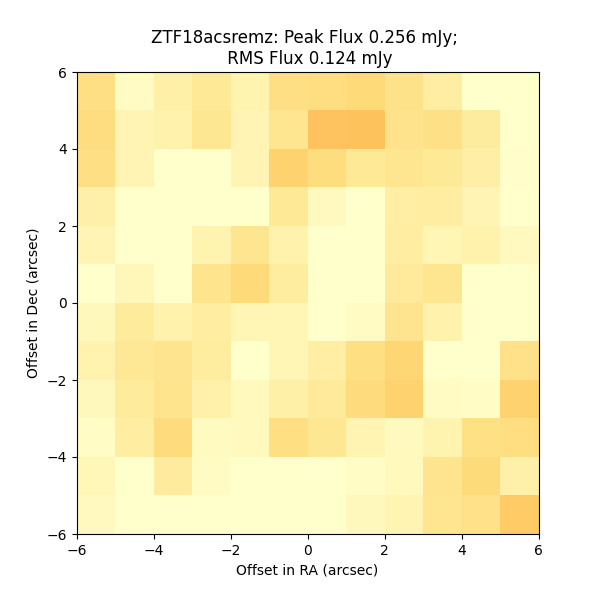 ZTF18acsremz: Peak Flux 0.256 mJy;
RMS Flux 0.124 mJy
6
4
2
0
−2
−4
−6
Offset in Dec (arcsec)
−6 −4 −2 0 2 4 6
Offset in RA (arcsec)